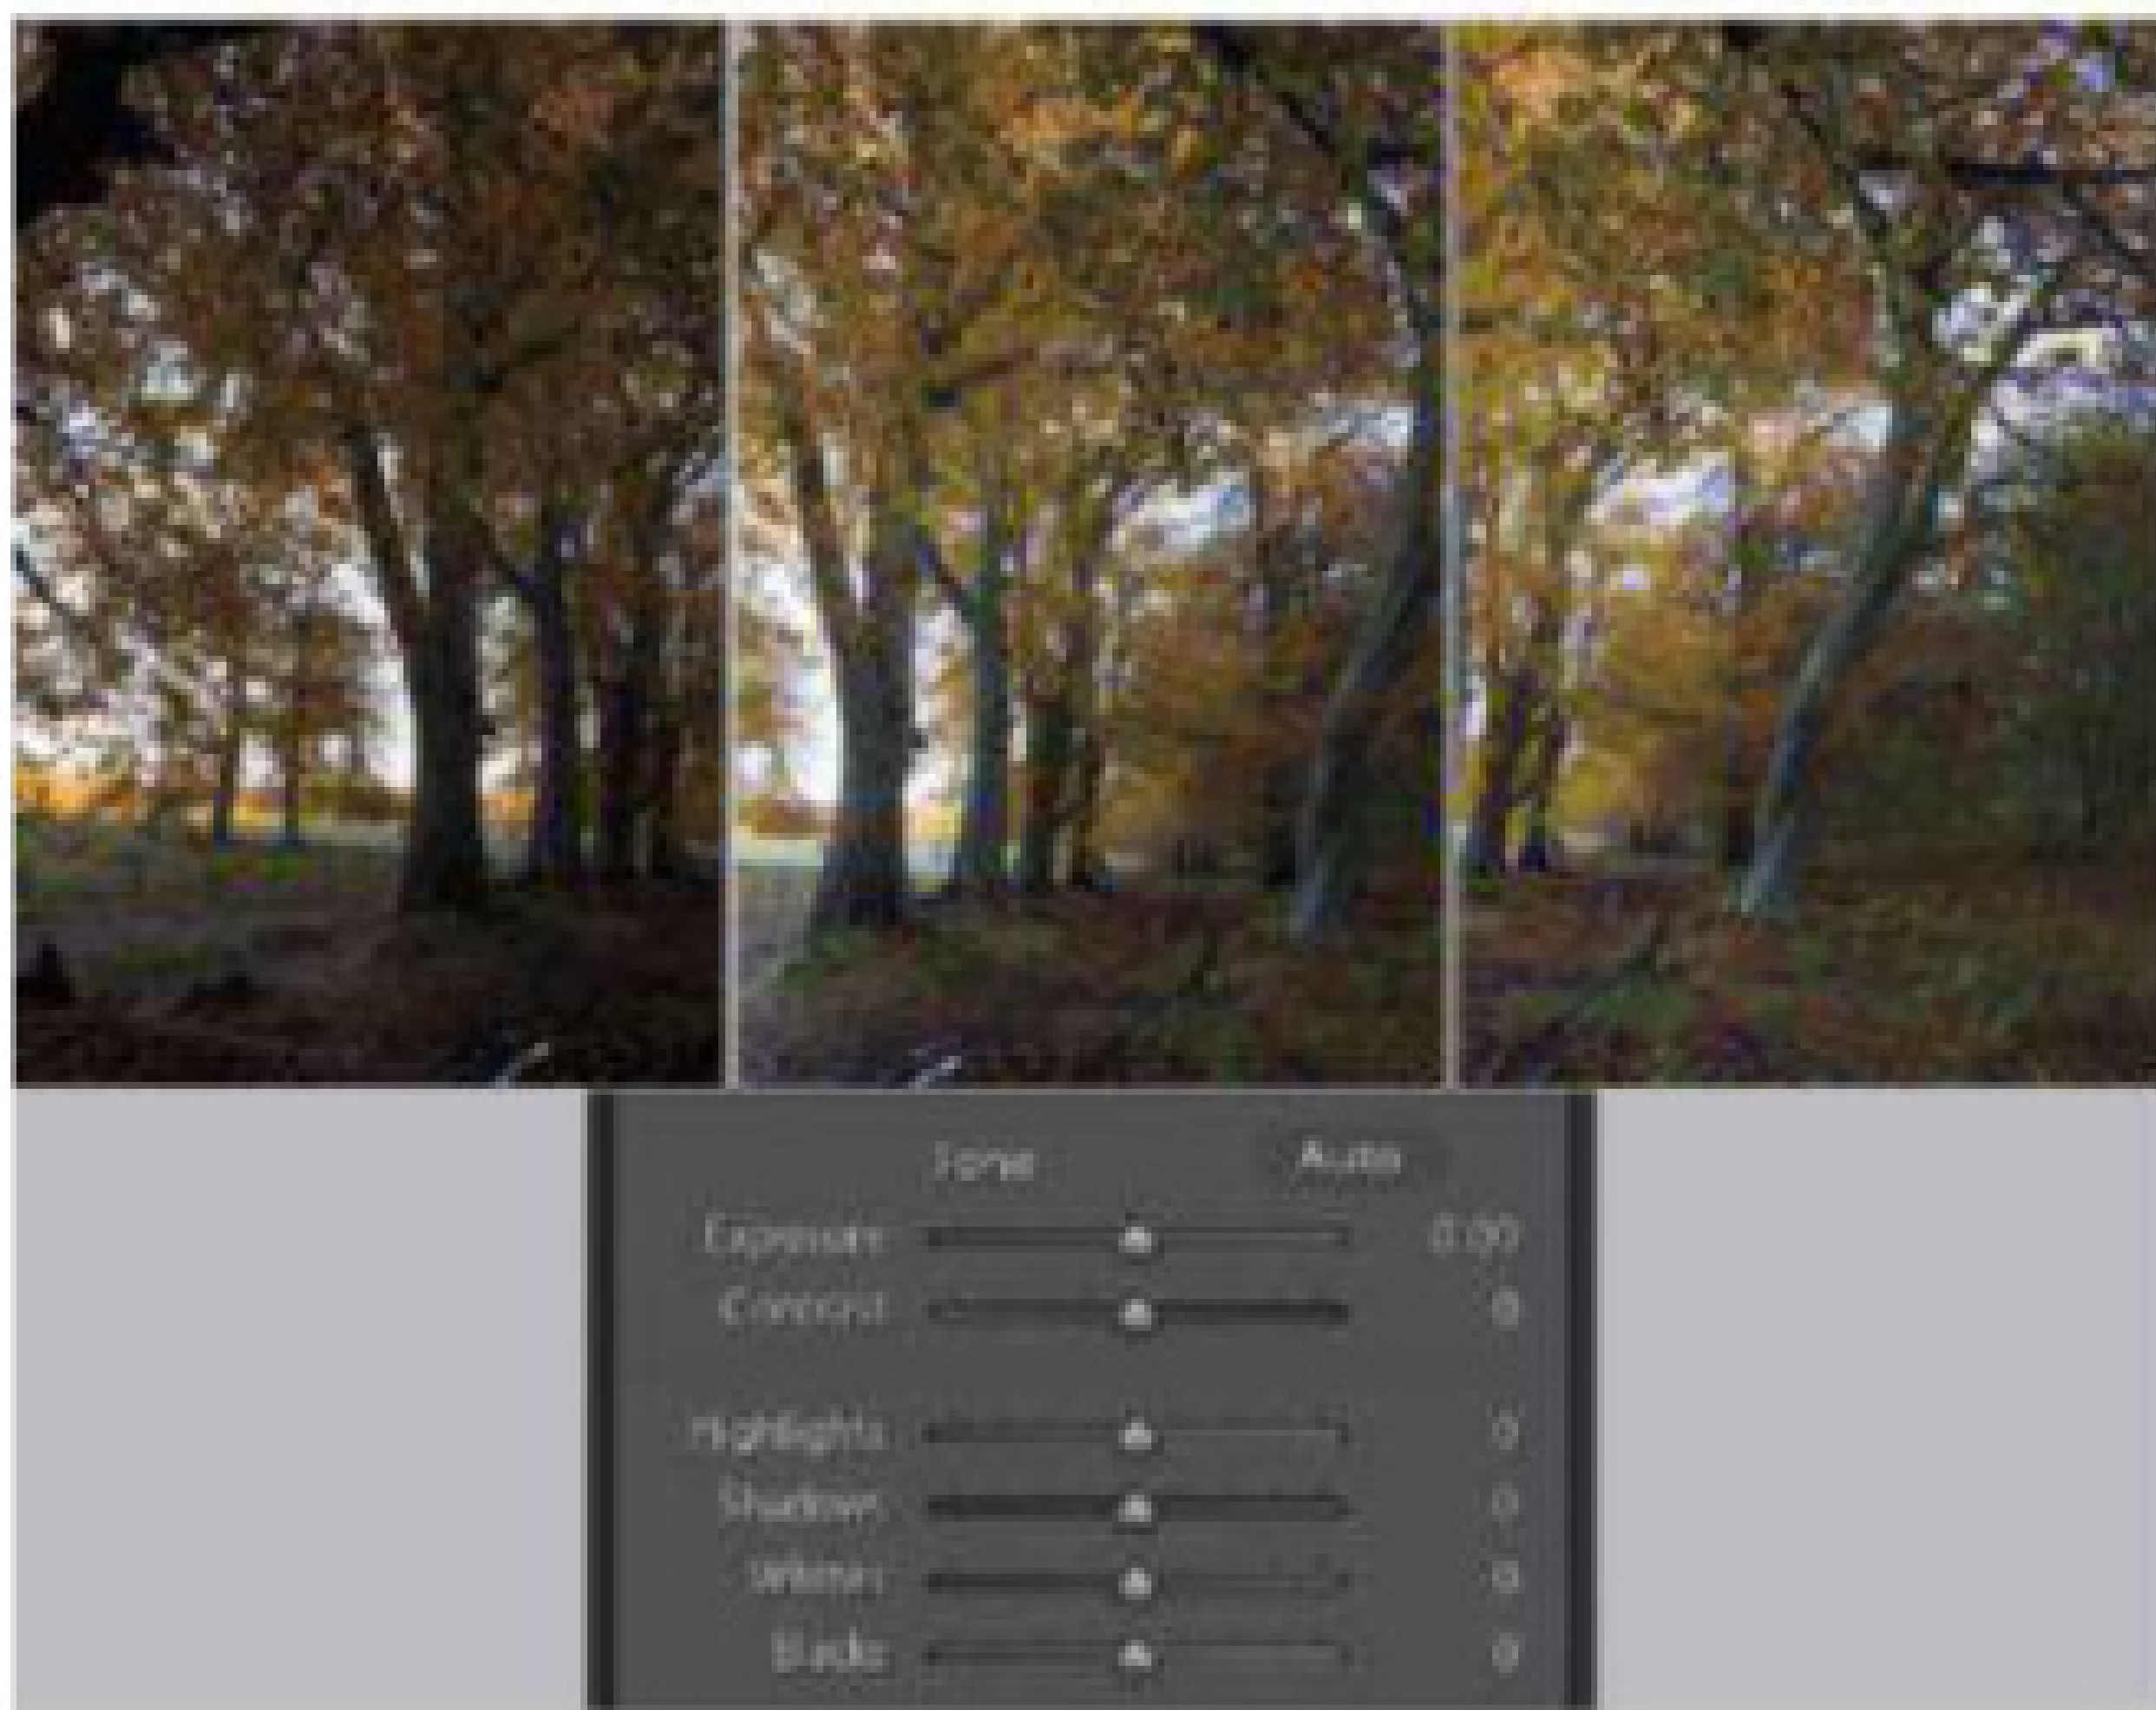 Tone Auto
Exposure 0.00
Contrast 0
Highlights 0
Shadows 0
Whites 0
Blacks 0